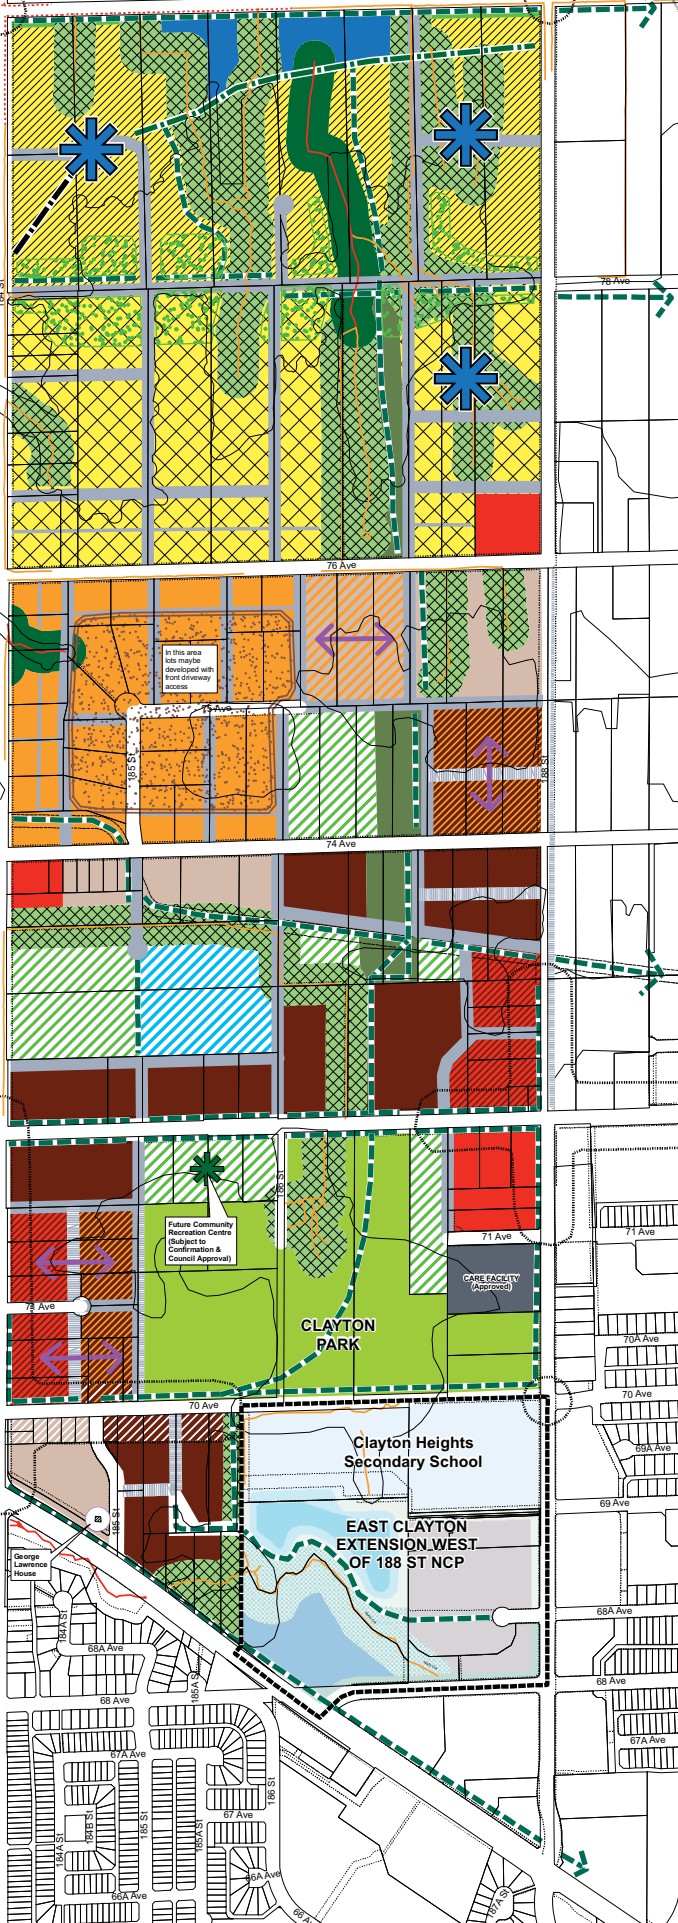 78 Ave
76 Ave
In this area
lots maybe
developed with
front driveway
access
75 Ave
185 St
188 St
74 Ave
186 St
Future Community
Recreation Centre
(Subject to
Confirmation &
Council Approval)
71 Ave
71 Ave
CARE FACILITY
(Approved)
CLAYTON
PARK
70A Ave
70 Ave
70 Ave
Clayton Heights
Secondary School
69A Ave
69 Ave
185 St
EAST CLAYTON
EXTENSION WEST
OF 188 ST NCP
George
Lawrence
House
68A Ave
184A St
68A Ave
185A St
68 Ave
68 Ave
67A Ave
67A Ave
186 St
67 Ave
184A St
184B St
185 St
185A St
66A Ave
66A Ave
187A St